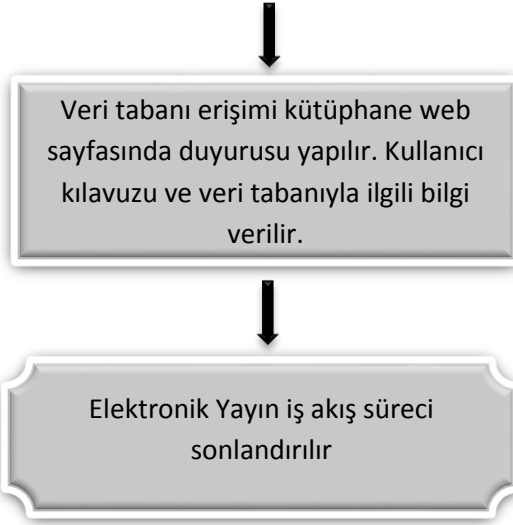 Veri tabanı erişimi kütüphane web
sayfasında duyurusu yapılır. Kullanıcı
kılavuzu ve veri tabanıyla ilgili bilgi
verilir.
Elektronik Yayın iş akış süreci
sonlandırılır